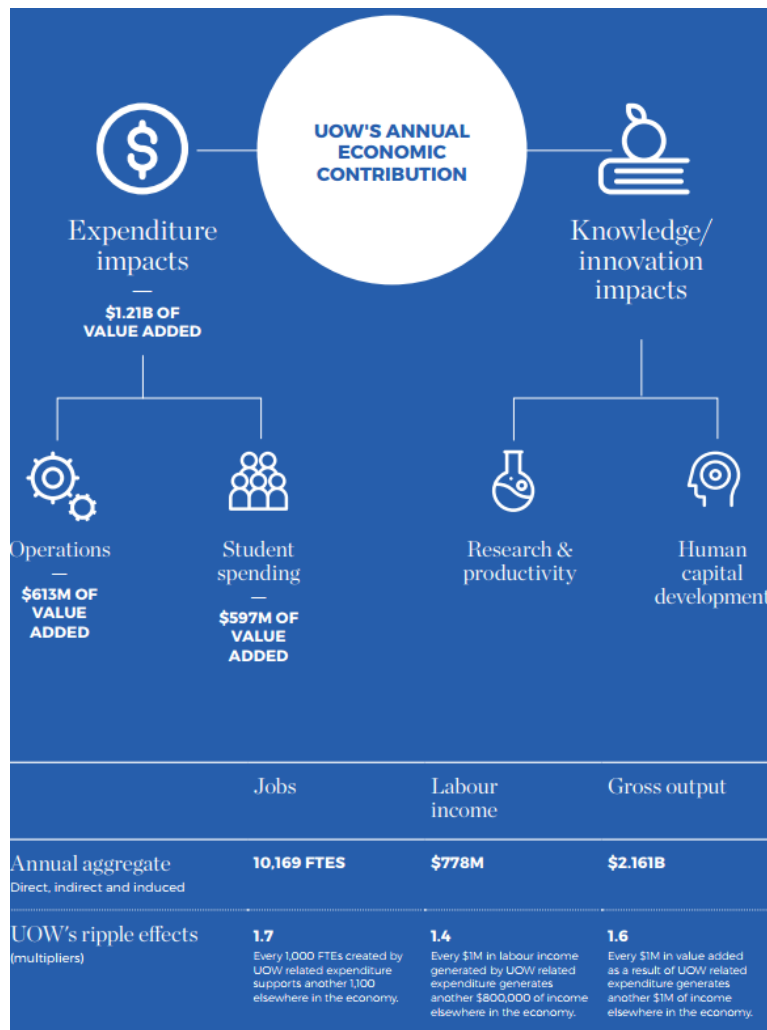 UOW'S ANNUAL
ECONOMIC
CONTRIBUTION
$
Expenditure
impacts
$1.21B OF
VALUE ADDED
Knowledge/
innovation
impacts
Operations
$613M OF
VALUE
ADDED
Student
spending
$597M OF
VALUE
ADDED
Research &
productivity
Human
capital
development
Jobs
Labour
income
Gross output
Annual aggregate
Direct, indirect and induced
10,169 FTES
$778M
$2.161B
UOW's ripple effects
(multipliers)
1.7
Every 1,000 FTEs created by
UOW related expenditure
supports another 1,100
elsewhere in the economy.
1.4
Every $1M in labour income
generated by UOW related
expenditure generates
another $800,000 of income
elsewhere in the economy.
1.6
Every $1M in value added
as a result of UOW related
expenditure generates
another $1M of income
elsewhere in the economy.